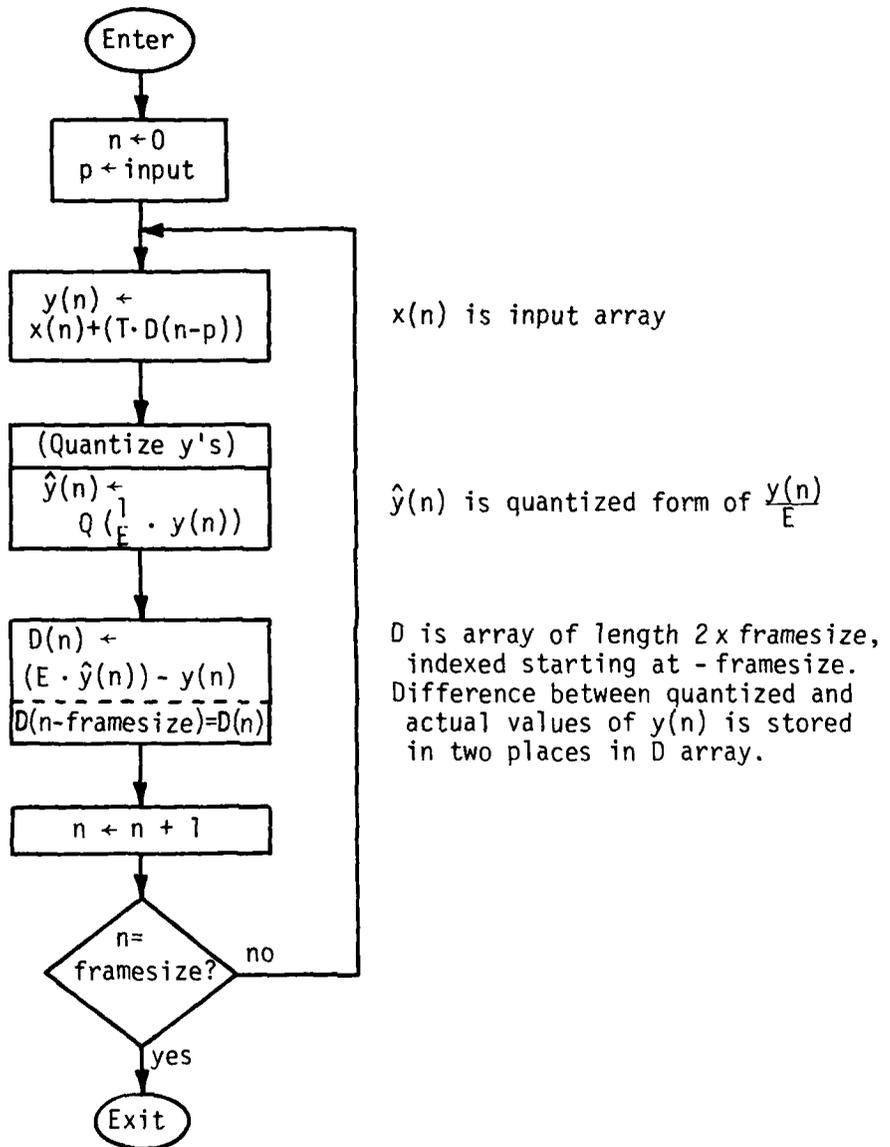 Enter
n ← 0
p ← input
y(n) ←
x(n)+(T·D(n-p))
x(n) is input array
(Quantize y's)
ŷ(n) ←
Q (1/E · y(n))
ŷ(n) is quantized form of y(n)/E
D(n) ←
(E · ŷ(n)) - y(n)
D(n-framesize)=D(n)
D is array of length 2 x framesize,
indexed starting at - framesize.
Difference between quantized and
actual values of y(n) is stored
in two places in D array.
n ← n + 1
n=
framesize?
no
yes
Exit